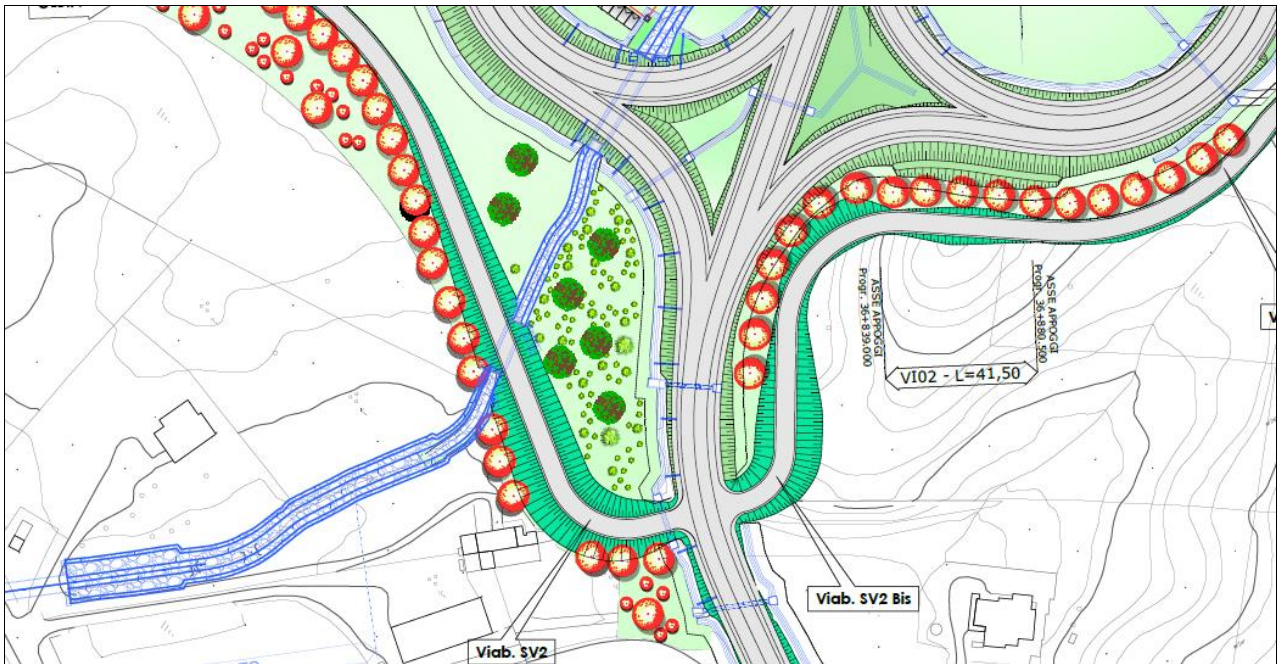 ASSE APPOGGI
Progr. 36+839.000
ASSE APPOGGI
Progr. 36+880.500
VI02 - L=41,50
Viab. SV2 Bis
Viab. SV2